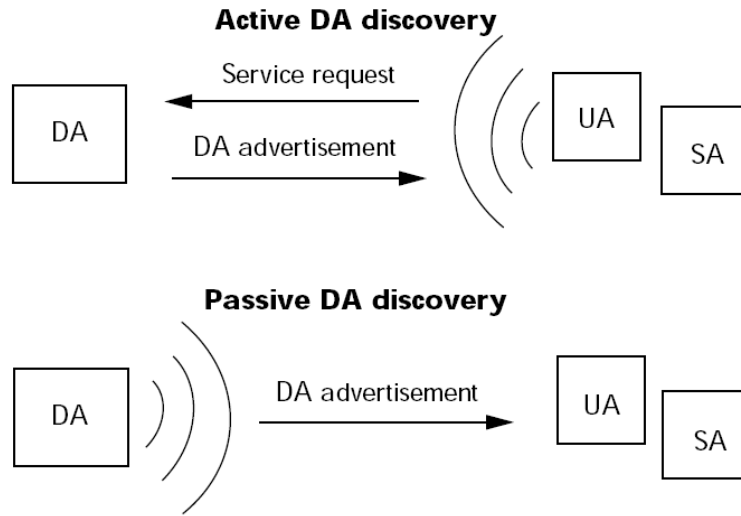 Active DA discovery
Service request
DA
UA
DA advertisement
SA
Passive DA discovery
DA
DA advertisement
UA
SA